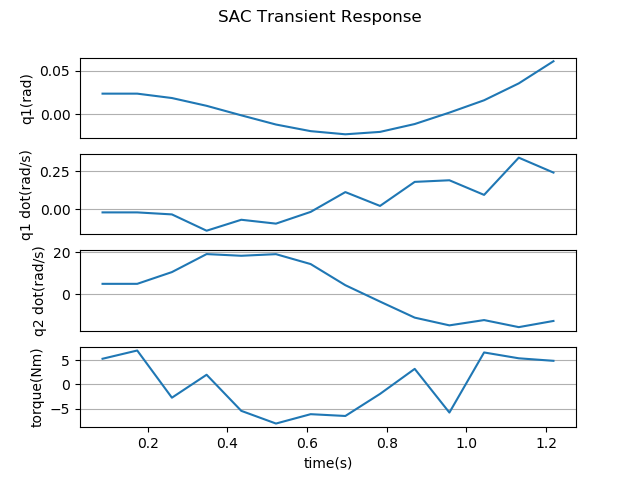 SAC Transient Response
q1(rad)
0.05
0.00
q1 dot(rad/s)
0.25
0.00
q2 dot(rad/s)
20
0
torque(Nm)
5
0
−5
0.2 0.4 0.6 0.8 1.0 1.2
time(s)